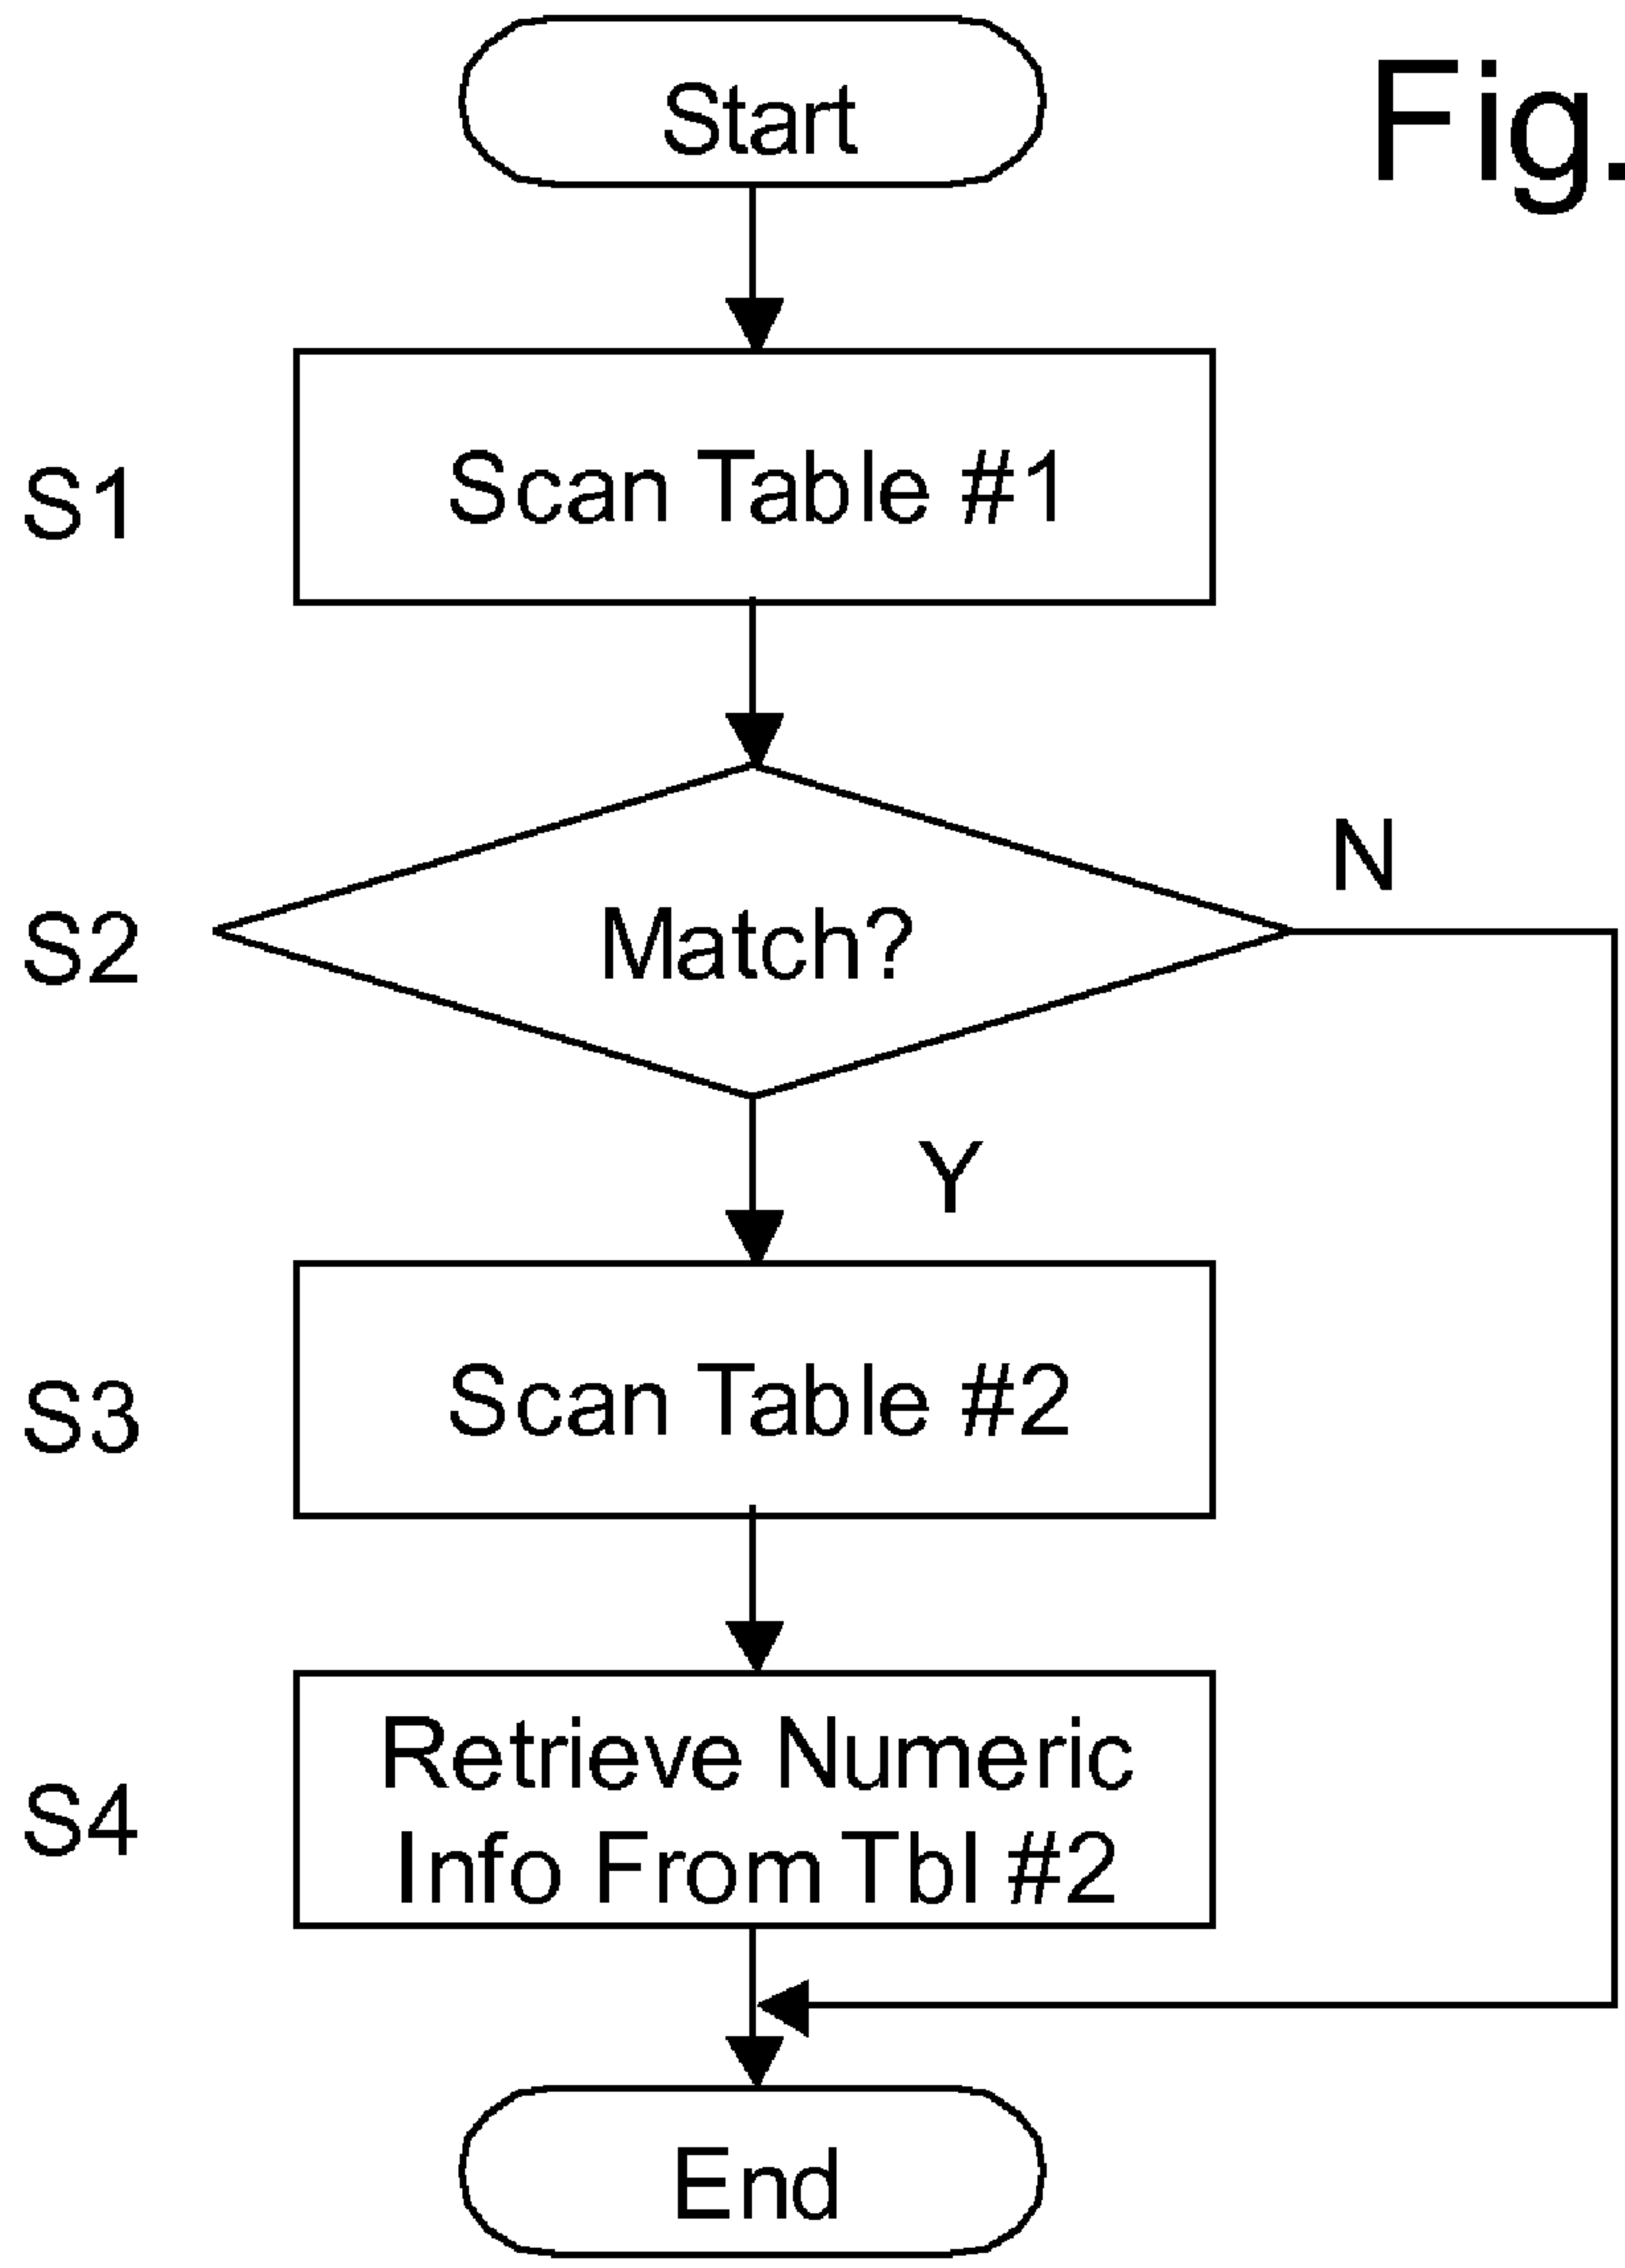 Start
Fig.
S1
Scan Table #1
S2
Match?
N
Y
S3
Scan Table #2
S4
Retrieve Numeric
Info From Tbl #2
End